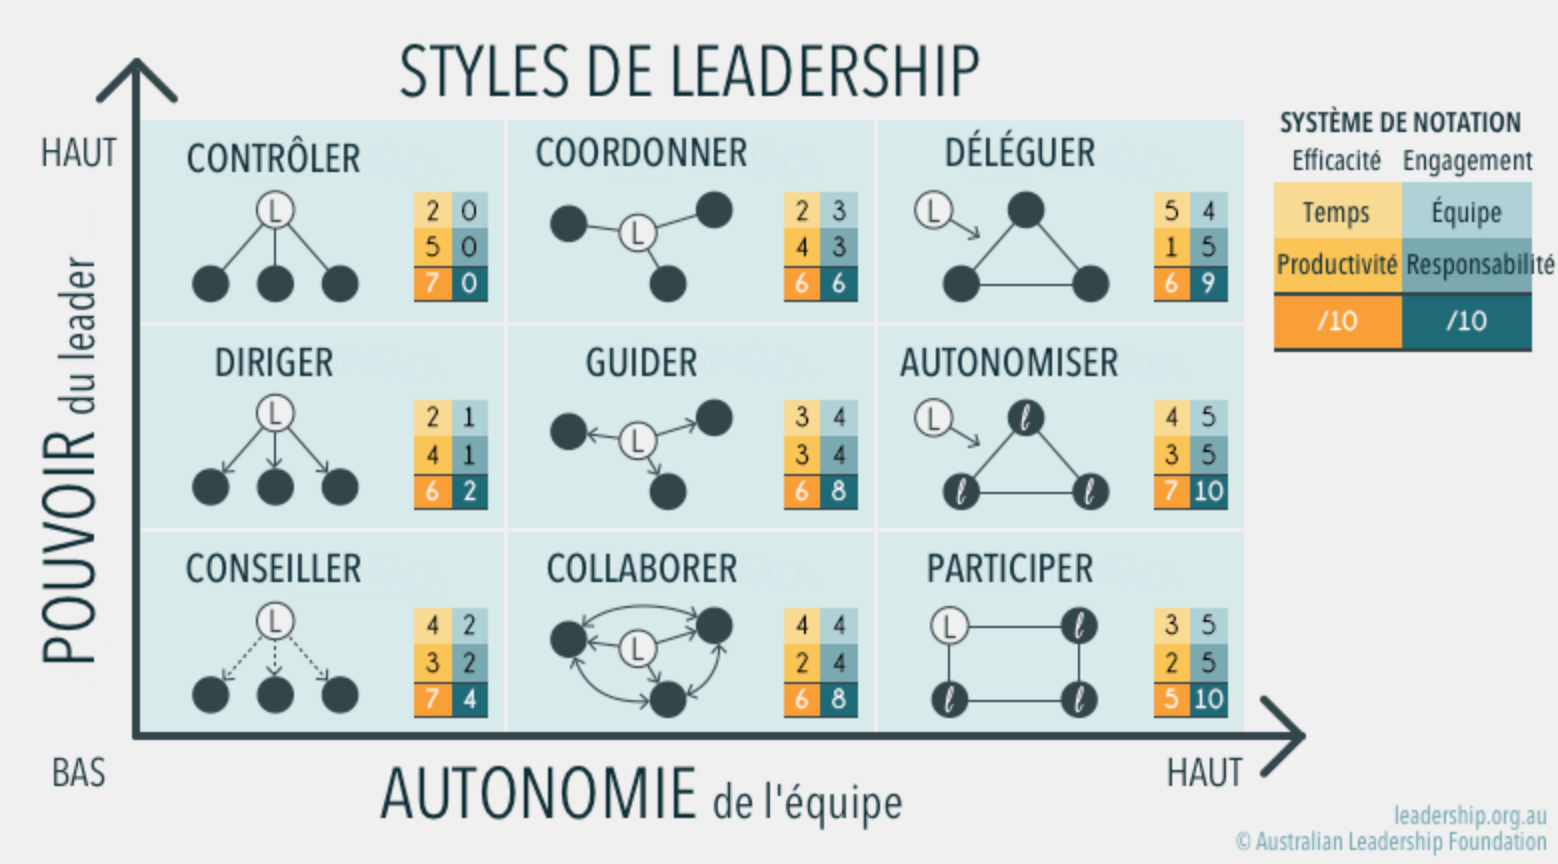 STYLES DE LEADERSHIP
HAUT
POUVOIR du leader
BAS
CONTRÔLER
L
2 0
5 0
7 0
COORDONNER
L
2 3
4 3
6 6
DÉLÉGUER
L
5 4
1 5
6 9
DIRIGER
L
2 1
4 1
6 2
GUIDER
L
3 4
3 4
6 8
AUTONOMISER
L ℓ
ℓ ℓ
4 5
3 5
7 10
CONSEILLER
L
4 2
3 2
7 4
COLLABORER
L
4 4
2 4
6 8
PARTICIPER
L ℓ
ℓ ℓ
3 5
2 5
5 10
AUTONOMIE de l'équipe
HAUT
SYSTÈME DE NOTATION
Efficacité Engagement
Temps Équipe
Productivité Responsabilité
/10 /10
leadership.org.au
© Australian Leadership Foundation